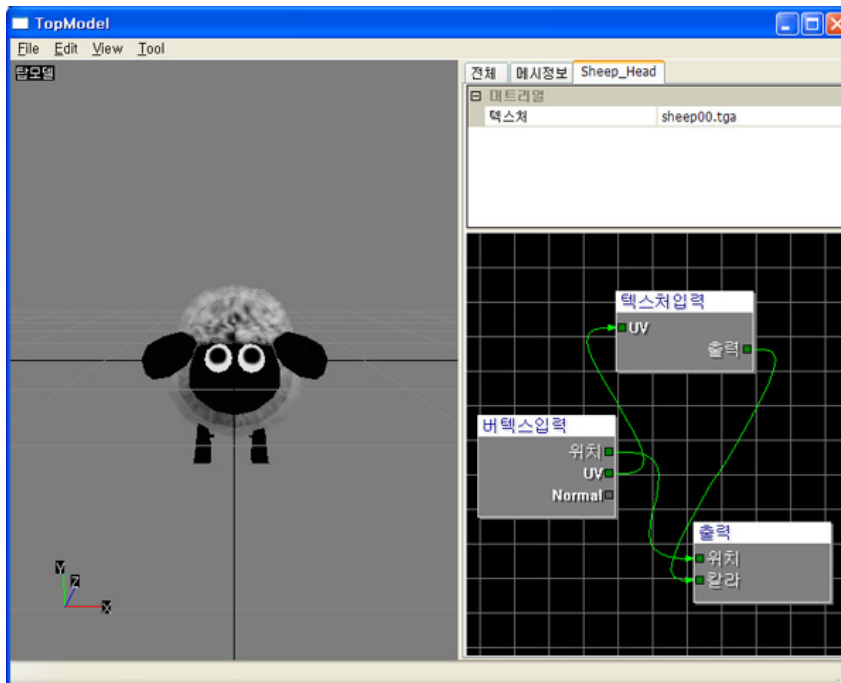 TopModel
File Edit View Tool
탑모델
전체 메시정보 Sheep_Head
머트리얼
텍스처 sheep00.tga
텍스처입력
UV
출력
버텍스입력
위치
UV
Normal
출력
위치
칼라
Y
Z
X